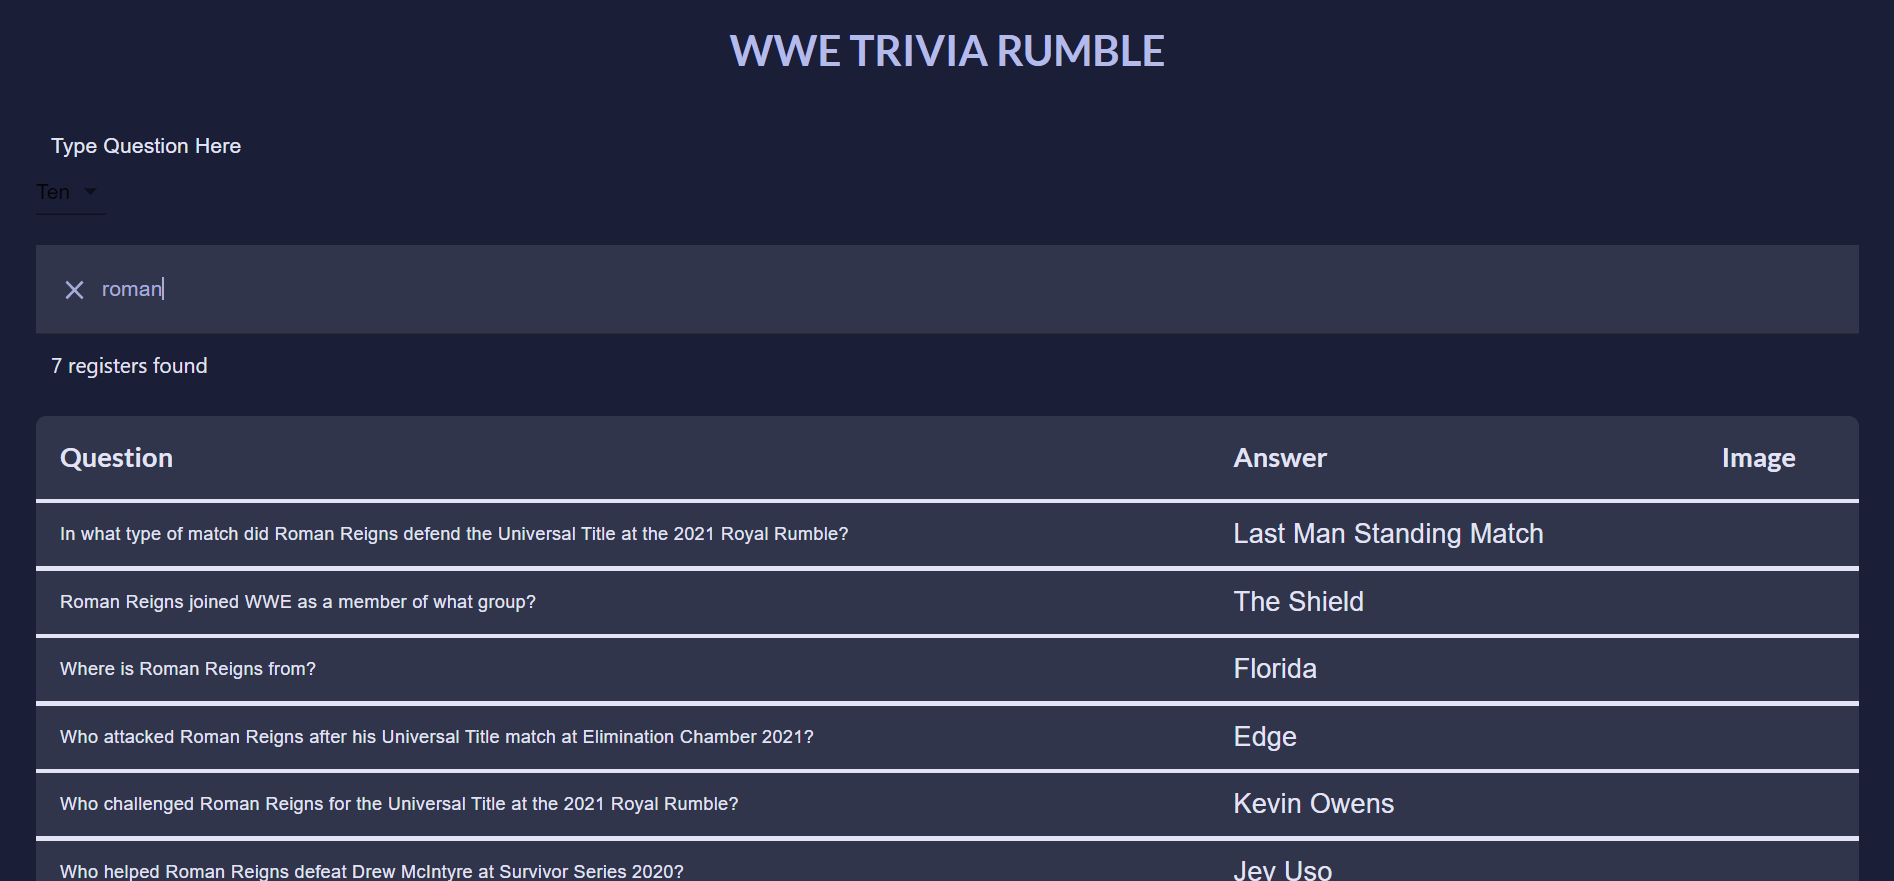 WWE TRIVIA RUMBLE
Type Question Here
Ten
roman
7 registers found
Question Answer Image
In what type of match did Roman Reigns defend the Universal Title at the 2021 Royal Rumble? Last Man Standing Match
Roman Reigns joined WWE as a member of what group? The Shield
Where is Roman Reigns from? Florida
Who attacked Roman Reigns after his Universal Title match at Elimination Chamber 2021? Edge
Who challenged Roman Reigns for the Universal Title at the 2021 Royal Rumble? Kevin Owens
Who helped Roman Reigns defeat Drew McIntyre at Survivor Series 2020? Jey Uso